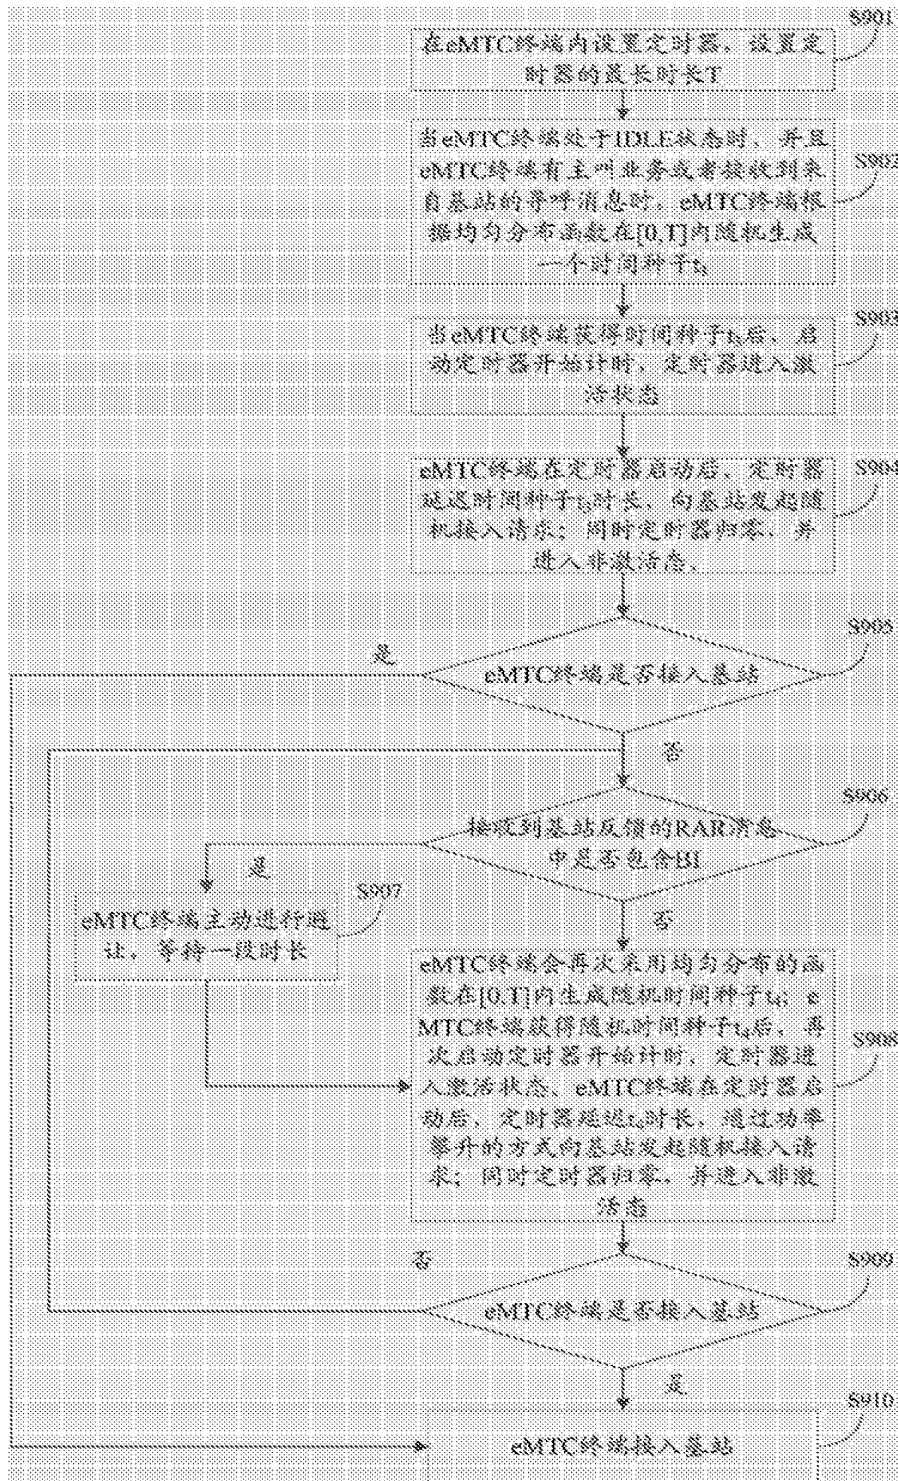 S901
在eMTC终端内设置定时器，设置定
时器的最长时长T
当eMTC终端处于IDLE状态时，并且
eMTC终端有主叫业务或者接收到来
自基站的寻呼消息时，eMTC终端根
据均匀分布函数在[0,T]内随机生成
一个时间种子t₃
S902
当eMTC终端获得时间种子t₃后，启
动定时器开始计时，定时器进入激
活状态
S903
eMTC终端在定时器启动后，定时器
延迟时间种子t₃时长，向基站发起随
机接入请求；同时定时器归零，并
进入非激活态、
S904
eMTC终端是否接入基站
S905
是
否
接收到基站反馈的RAR消息
中是否包含BI
S906
是
否
eMTC终端主动进行避
让，等待一段时长
S907
eMTC终端会再次采用均匀分布的函
数在[0,T]内生成随机时间种子t₄；e
MTC终端获得随机时间种子t₄后，再
次启动定时器开始计时，定时器进
入激活状态、eMTC终端在定时器启
动后，定时器延迟t₄时长，通过功率
攀升的方式向基站发起随机接入请
求；同时定时器归零，并进入非激
活态
S908
eMTC终端是否接入基站
S909
否
是
eMTC终端接入基站
S910